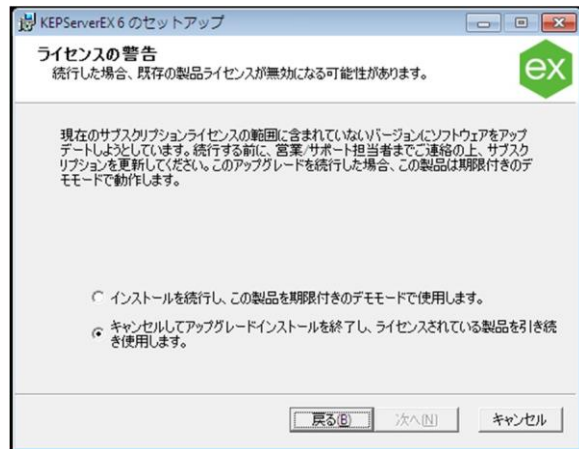 KEPServerEX 6 のセットアップ
ライセンスの警告
続行した場合、既存の製品ライセンスが無効になる可能性があります。
ex
現在のサブスクリプションライセンスの範囲に含まれていないバージョンにソフトウェアをアップ
デートしようとしています。続行する前に、営業/サポート担当者までご連絡の上、サブスク
リプションを更新してください。このアップグレードを続行した場合、この製品は期限付きのデ
モモードで動作します。
インストールを続行し、この製品を期限付きのデモモードで使用します。
キャンセルしてアップグレードインストールを終了し、ライセンスされている製品を引き続
き使用します。
戻る(B)
次へ(N)
キャンセル